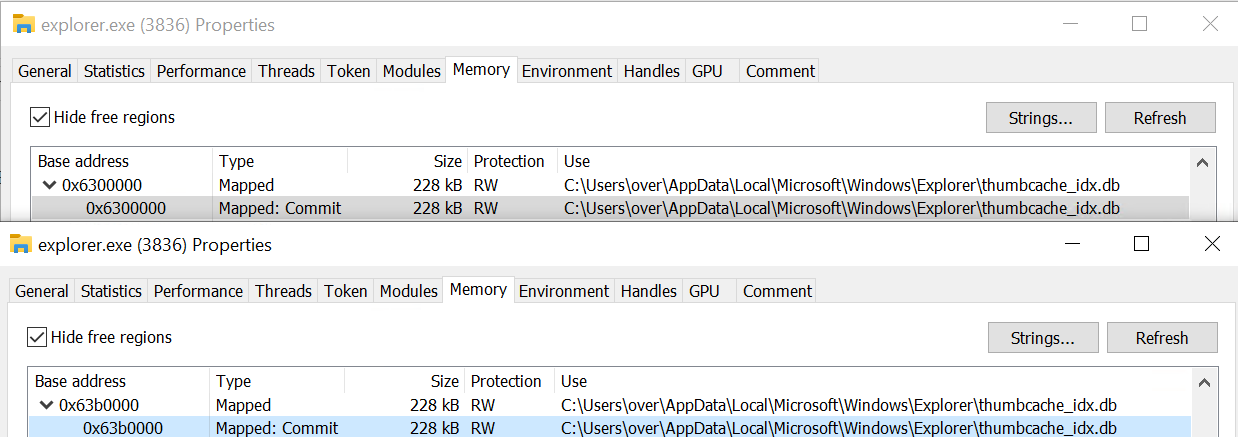 explorer.exe (3836) Properties
General Statistics Performance Threads Token Modules Memory Environment Handles GPU Comment
Hide free regions Strings... Refresh
Base address Type Size Protection Use
0x6300000 Mapped 228 kB RW C:\Users\over\AppData\Local\Microsoft\Windows\Explorer\thumbcache_idx.db
0x6300000 Mapped: Commit 228 kB RW C:\Users\over\AppData\Local\Microsoft\Windows\Explorer\thumbcache_idx.db
explorer.exe (3836) Properties
General Statistics Performance Threads Token Modules Memory Environment Handles GPU Comment
Hide free regions Strings... Refresh
Base address Type Size Protection Use
0x63b0000 Mapped 228 kB RW C:\Users\over\AppData\Local\Microsoft\Windows\Explorer\thumbcache_idx.db
0x63b0000 Mapped: Commit 228 kB RW C:\Users\over\AppData\Local\Microsoft\Windows\Explorer\thumbcache_idx.db